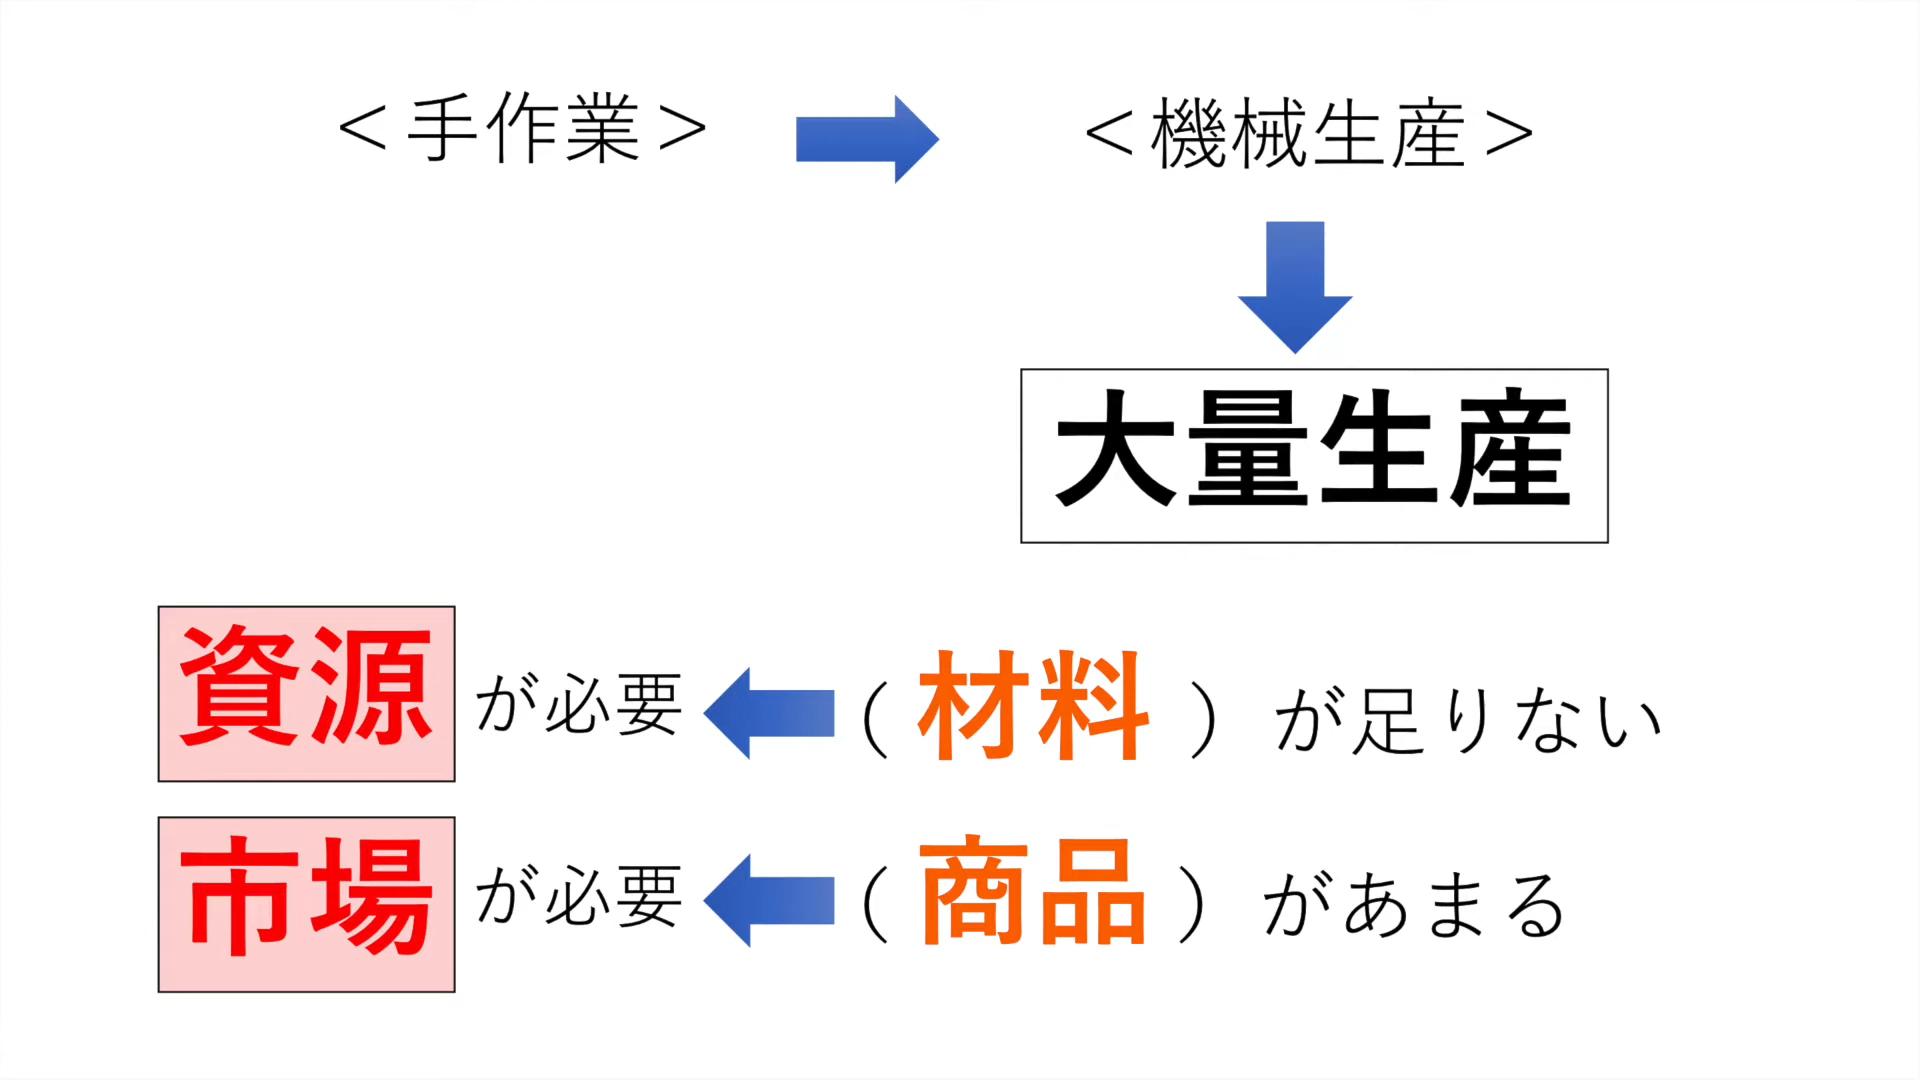 ＜手作業＞ ＜機械生産＞
大量生産
資源が必要 （材料）が足りない
市場が必要 （商品）があまる